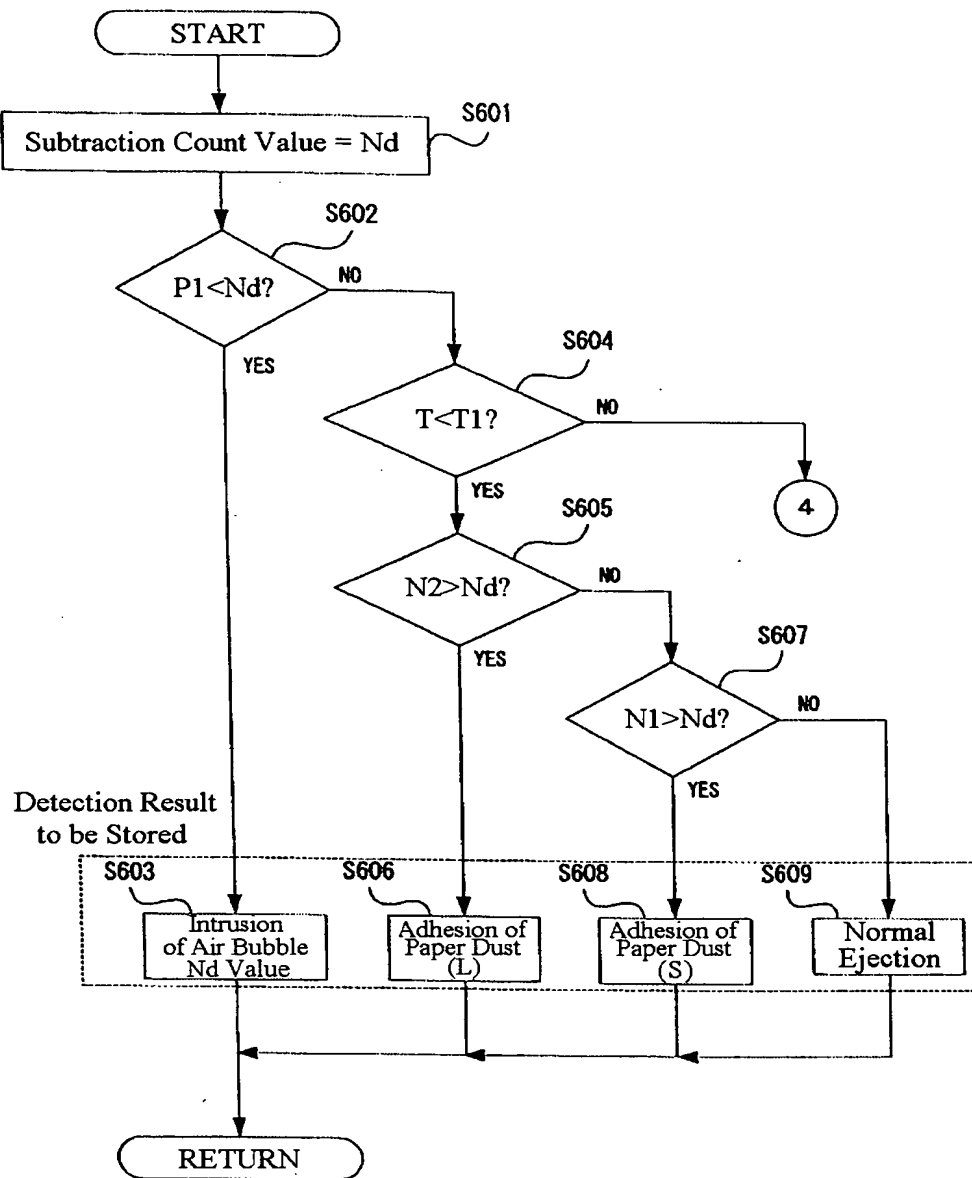 START
S601
Subtraction Count Value = Nd
S602
P1<Nd?
NO
YES
S604
T<T1?
NO
YES
4
S605
N2>Nd?
NO
YES
S607
N1>Nd?
NO
YES
Detection Result
to be Stored
S603
S606
S608
S609
Intrusion
of Air Bubble
Nd Value
Adhesion of
Paper Dust
(L)
Adhesion of
Paper Dust
(S)
Normal
Ejection
RETURN